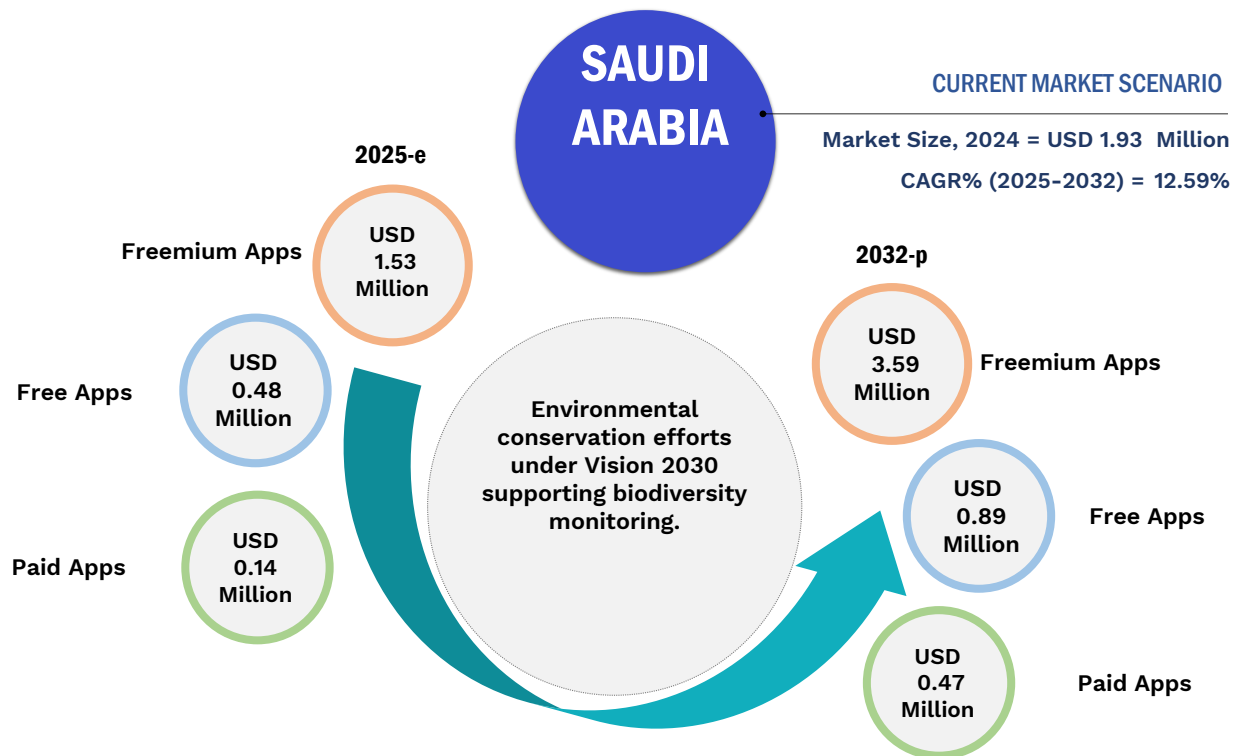 SAUDI
ARABIA
CURRENT MARKET SCENARIO
Market Size, 2024 = USD 1.93 Million
CAGR% (2025-2032) = 12.59%
2025-e
Freemium Apps
USD
1.53
Million
Free Apps
USD
0.48
Million
Paid Apps
USD
0.14
Million
Environmental
conservation efforts
under Vision 2030
supporting biodiversity
monitoring.
2032-p
USD
3.59
Million
Freemium Apps
USD
0.89
Million
Free Apps
USD
0.47
Million
Paid Apps